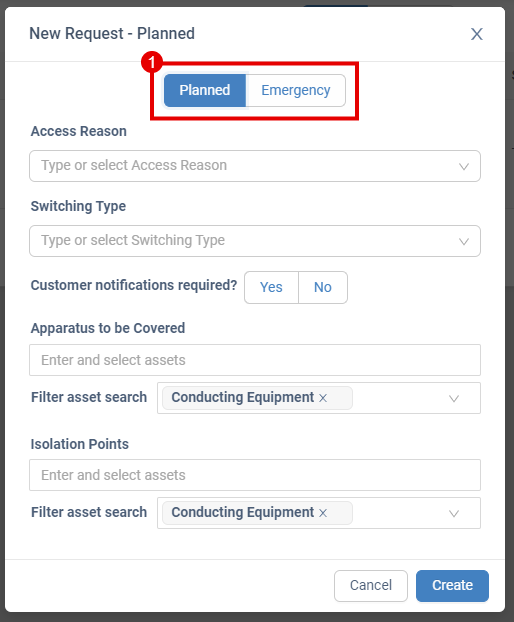 New Request - Planned
1
Planned Emergency
Access Reason
Type or select Access Reason
Switching Type
Type or select Switching Type
Customer notifications required? Yes No
Apparatus to be Covered
Enter and select assets
Filter asset search Conducting Equipment
Isolation Points
Enter and select assets
Filter asset search Conducting Equipment
Cancel Create